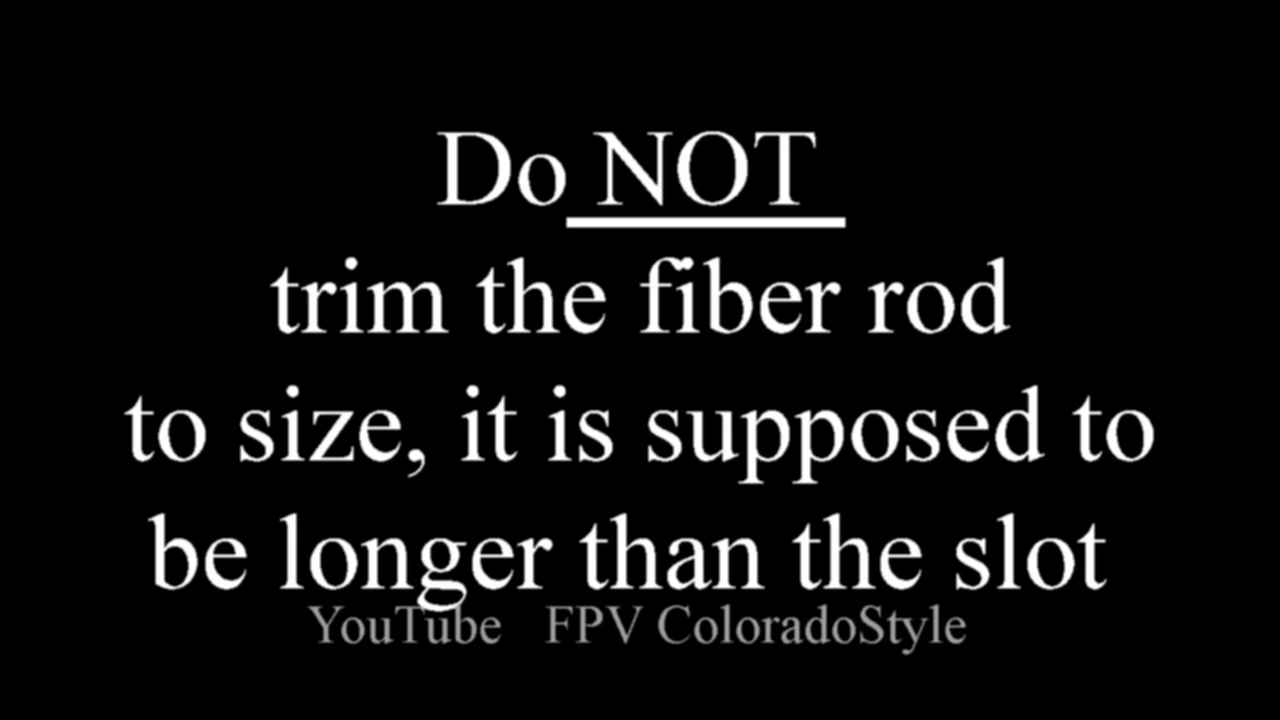 Do NOT
trim the fiber rod
to size, it is supposed to
be longer than the slot
YouTube FPV ColoradoStyle